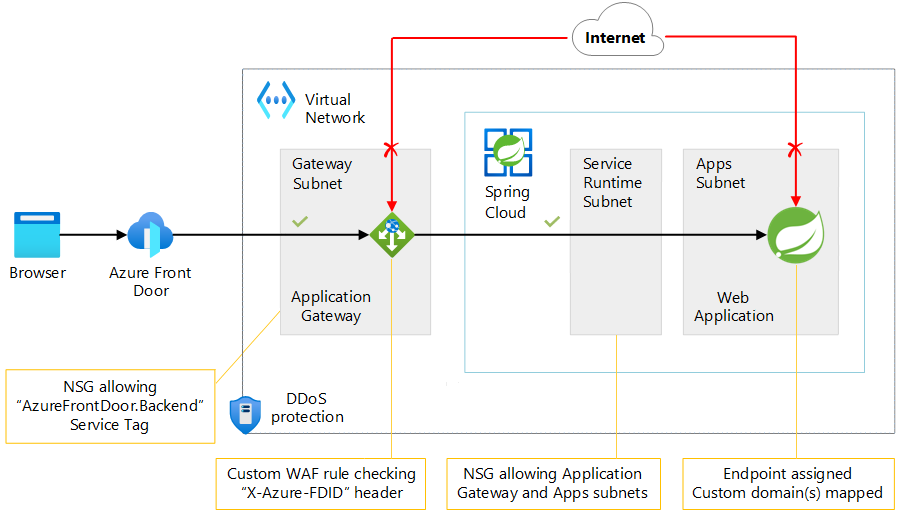 Internet
Virtual
Network
Gateway
Subnet
Spring
Cloud
Service
Runtime
Subnet
Apps
Subnet
Browser
Azure Front
Door
Application
Gateway
Web
Application
NSG allowing
“AzureFrontDoor.Backend”
Service Tag
DDoS
protection
Custom WAF rule checking
“X-Azure-FDID” header
NSG allowing Application
Gateway and Apps subnets
Endpoint assigned
Custom domain(s) mapped